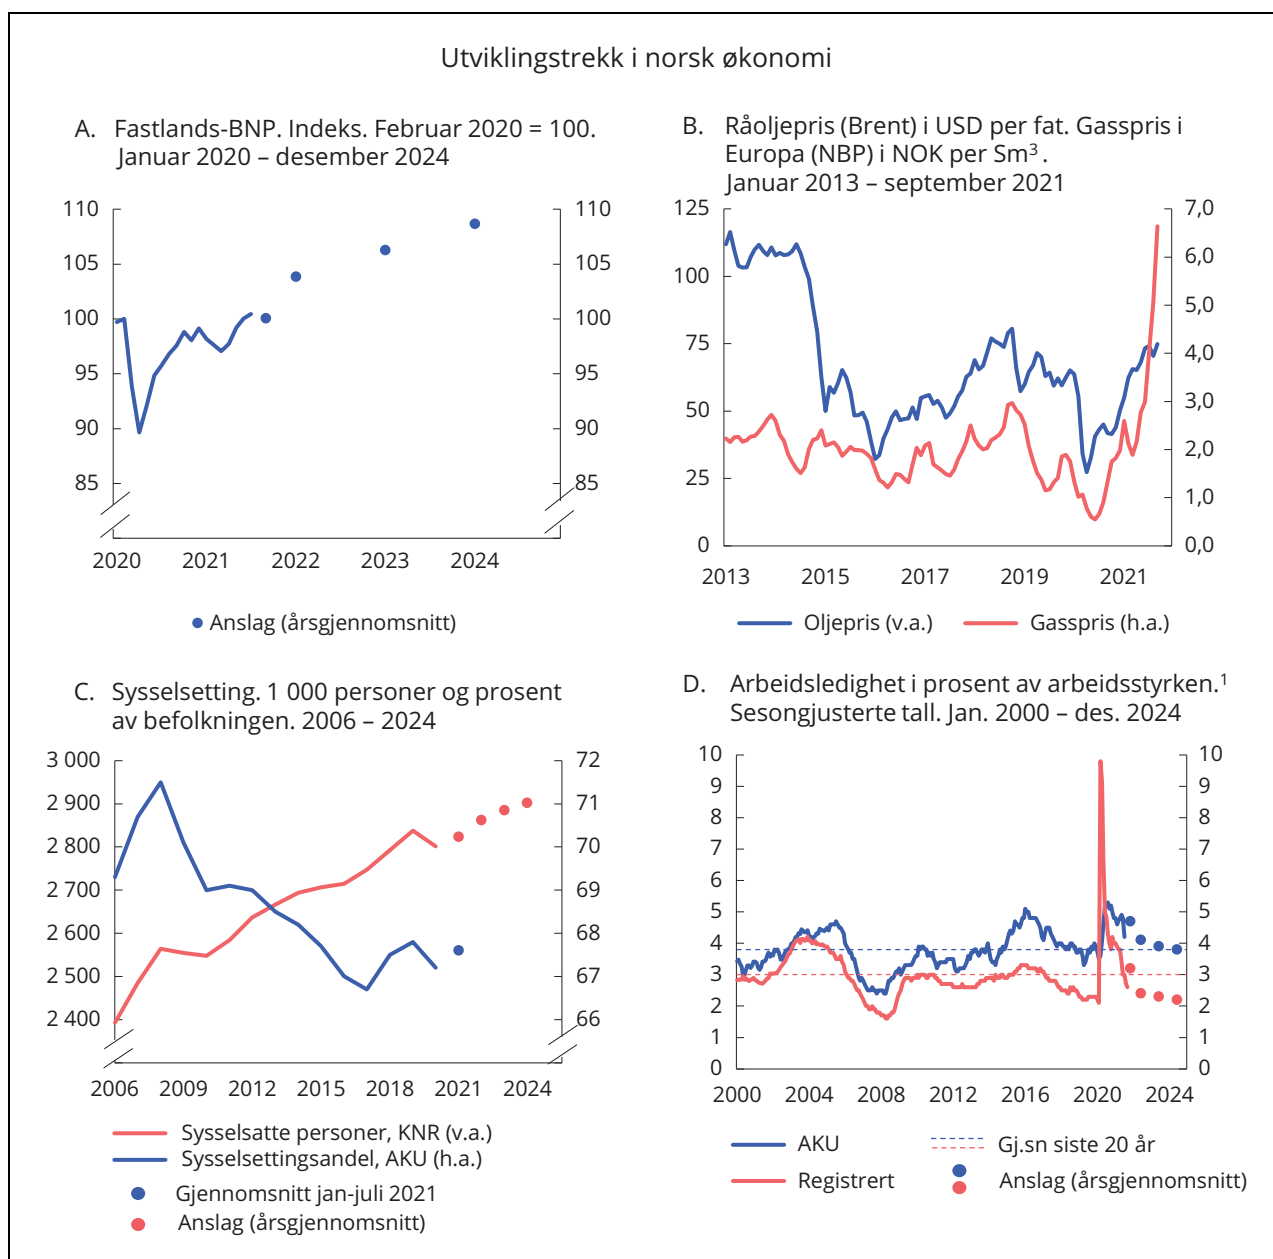 Utviklingstrekk i norsk økonomi
A. Fastlands-BNP. Indeks. Februar 2020 = 100.
Januar 2020 – desember 2024
110 110
105 105
100 100
95 95
90 90
85 85
2020 2021 2022 2023 2024
Anslag (årsgjennomsnitt)
B. Råoljepris (Brent) i USD per fat. Gasspris i
Europa (NBP) i NOK per Sm³.
Januar 2013 – september 2021
125 7,0
6,0
100
5,0
75 4,0
50 3,0
2,0
25
1,0
0 0,0
2013 2015 2017 2019 2021
Oljepris (v.a.) Gasspris (h.a.)
C. Sysselsetting. 1 000 personer og prosent
av befolkningen. 2006 – 2024
3 000 72
2 900 71
2 800 70
2 700 69
2 600 68
2 500 67
2 400 66
2006 2009 2012 2015 2018 2021 2024
Sysselsatte personer, KNR (v.a.)
Sysselsettingsandel, AKU (h.a.)
Gjennomsnitt jan-juli 2021
Anslag (årsgjennomsnitt)
D. Arbeidsledighet i prosent av arbeidsstyrken.¹
Sesongjusterte tall. Jan. 2000 – des. 2024
10 10
9 9
8 8
7 7
6 6
5 5
4 4
3 3
2 2
1 1
0 0
2000 2004 2008 2012 2016 2020 2024
AKU Gj.sn siste 20 år
Registrert Anslag (årsgjennomsnitt)